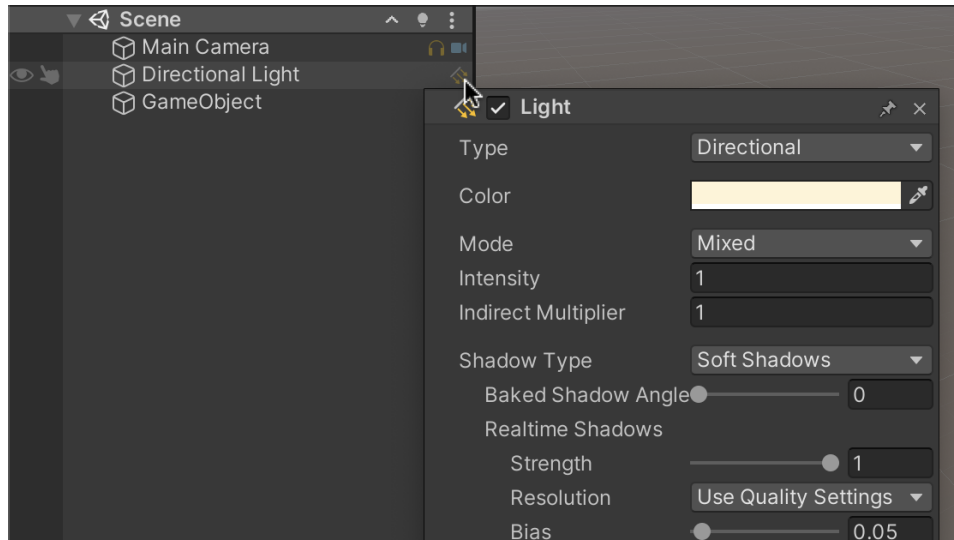 Scene
Main Camera
Directional Light
GameObject
Light
Type Directional
Color
Mode Mixed
Intensity 1
Indirect Multiplier 1
Shadow Type Soft Shadows
Baked Shadow Angle 0
Realtime Shadows
Strength 1
Resolution Use Quality Settings
Bias 0.05